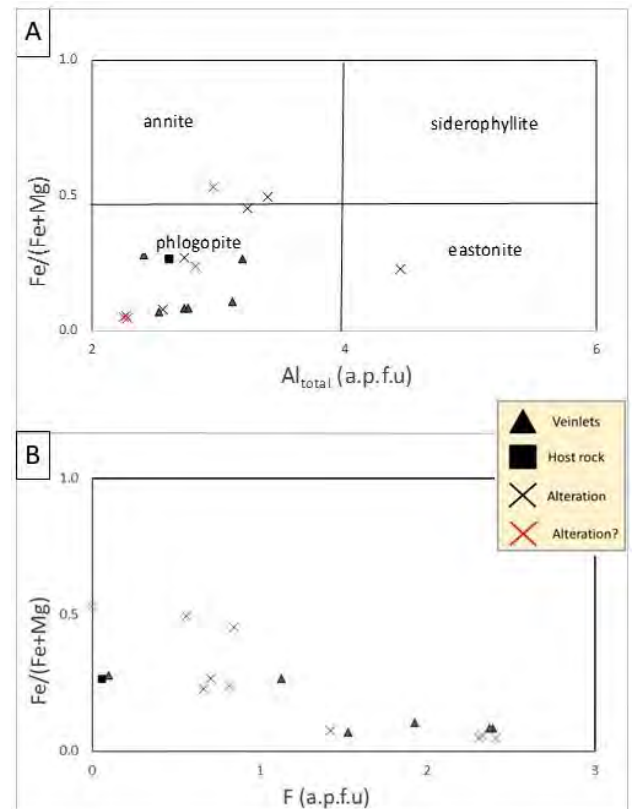 A
1.0
annite
siderophyllite
Fe/(Fe+Mg)
0.5
phlogopite
eastonite
0.0
2
4
6
Al total (a.p.f.u)
Veinlets
Host rock
Alteration
Alteration?
B
1.0
Fe/(Fe+Mg)
0.5
0.0
0
1
2
3
F (a.p.f.u)